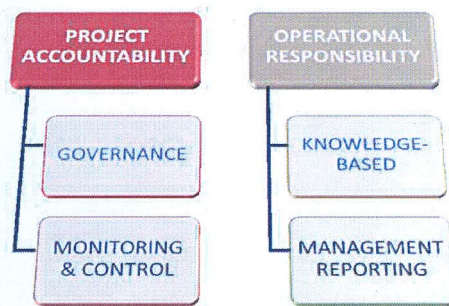 PROJECT
ACCOUNTABILITY
GOVERNANCE
MONITORING
& CONTROL
OPERATIONAL
RESPONSIBILITY
KNOWLEDGE-
BASED
MANAGEMENT
REPORTING